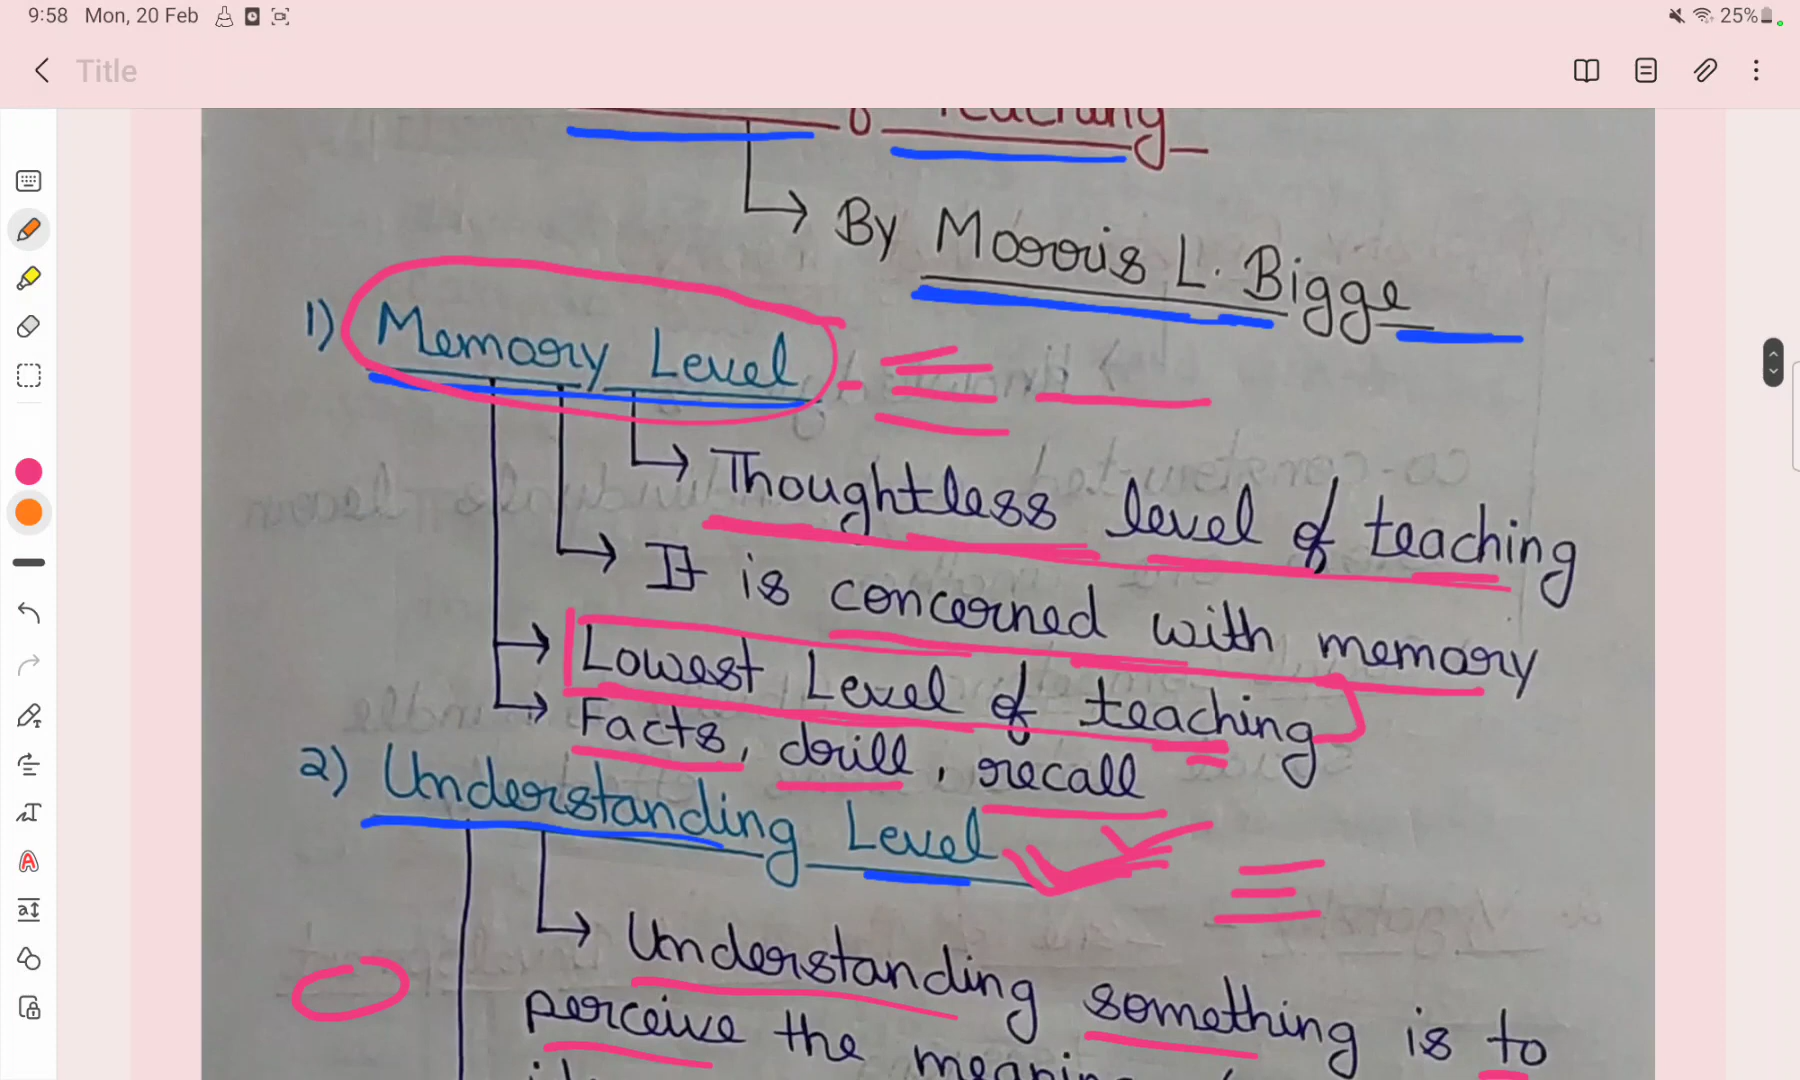 9:58 Mon, 20 Feb 25%
Title
Teaching
By Morris L. Bigge
1) Memory Level
Thoughtless level of teaching
It is concerned with memory
Lowest Level of teaching
Facts, drill, recall
2) Understanding Level
Understanding something is to
perceive the meaning